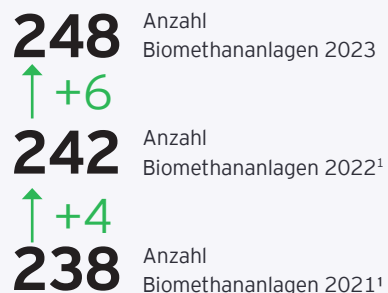 248 Anzahl
Biomethananlagen 2023
+6
242 Anzahl
Biomethananlagen 2022¹
+4
238 Anzahl
Biomethananlagen 2021¹